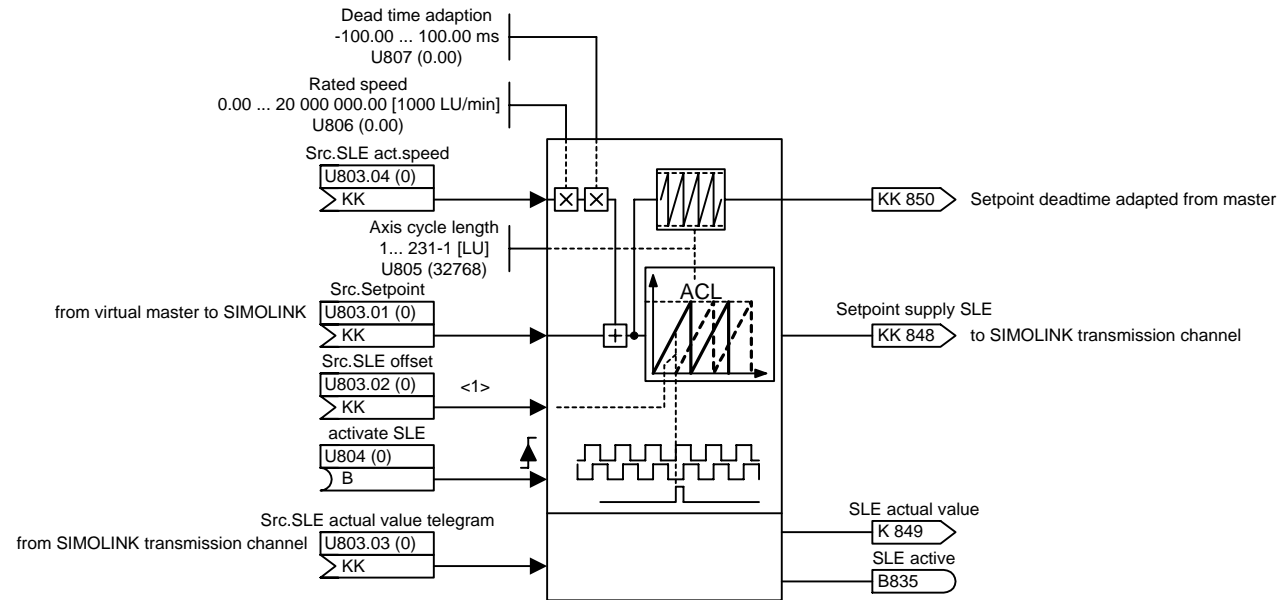 Dead time adaption
-100.00 ... 100.00 ms
U807 (0.00)
Rated speed
0.00 ... 20 000 000.00 [1000 LU/min]
U806 (0.00)
Src.SLE act.speed
U803.04 (0)
KK
KK 850
Setpoint deadtime adapted from master
Axis cycle length
1... 231-1 [LU]
U805 (32768)
ACL
Src.Setpoint
from virtual master to SIMOLINK
U803.01 (0)
KK
Setpoint supply SLE
KK 848
to SIMOLINK transmission channel
Src.SLE offset
U803.02 (0)
<1>
KK
activate SLE
U804 (0)
B
Src.SLE actual value telegram
from SIMOLINK transmission channel
U803.03 (0)
KK
SLE actual value
K 849
SLE active
B835